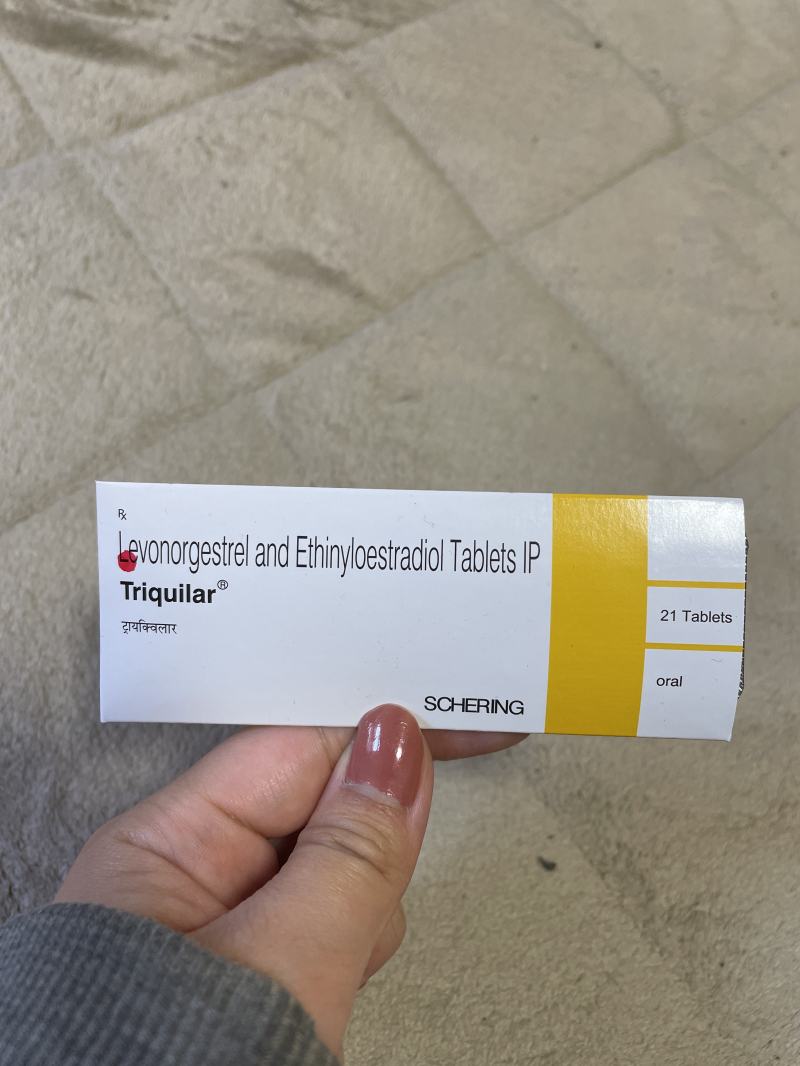 Rx
Levonorgestrel and Ethinyloestradiol Tablets IP
Triquilar®
ट्रायक्विलार
SCHERING
21 Tablets
oral